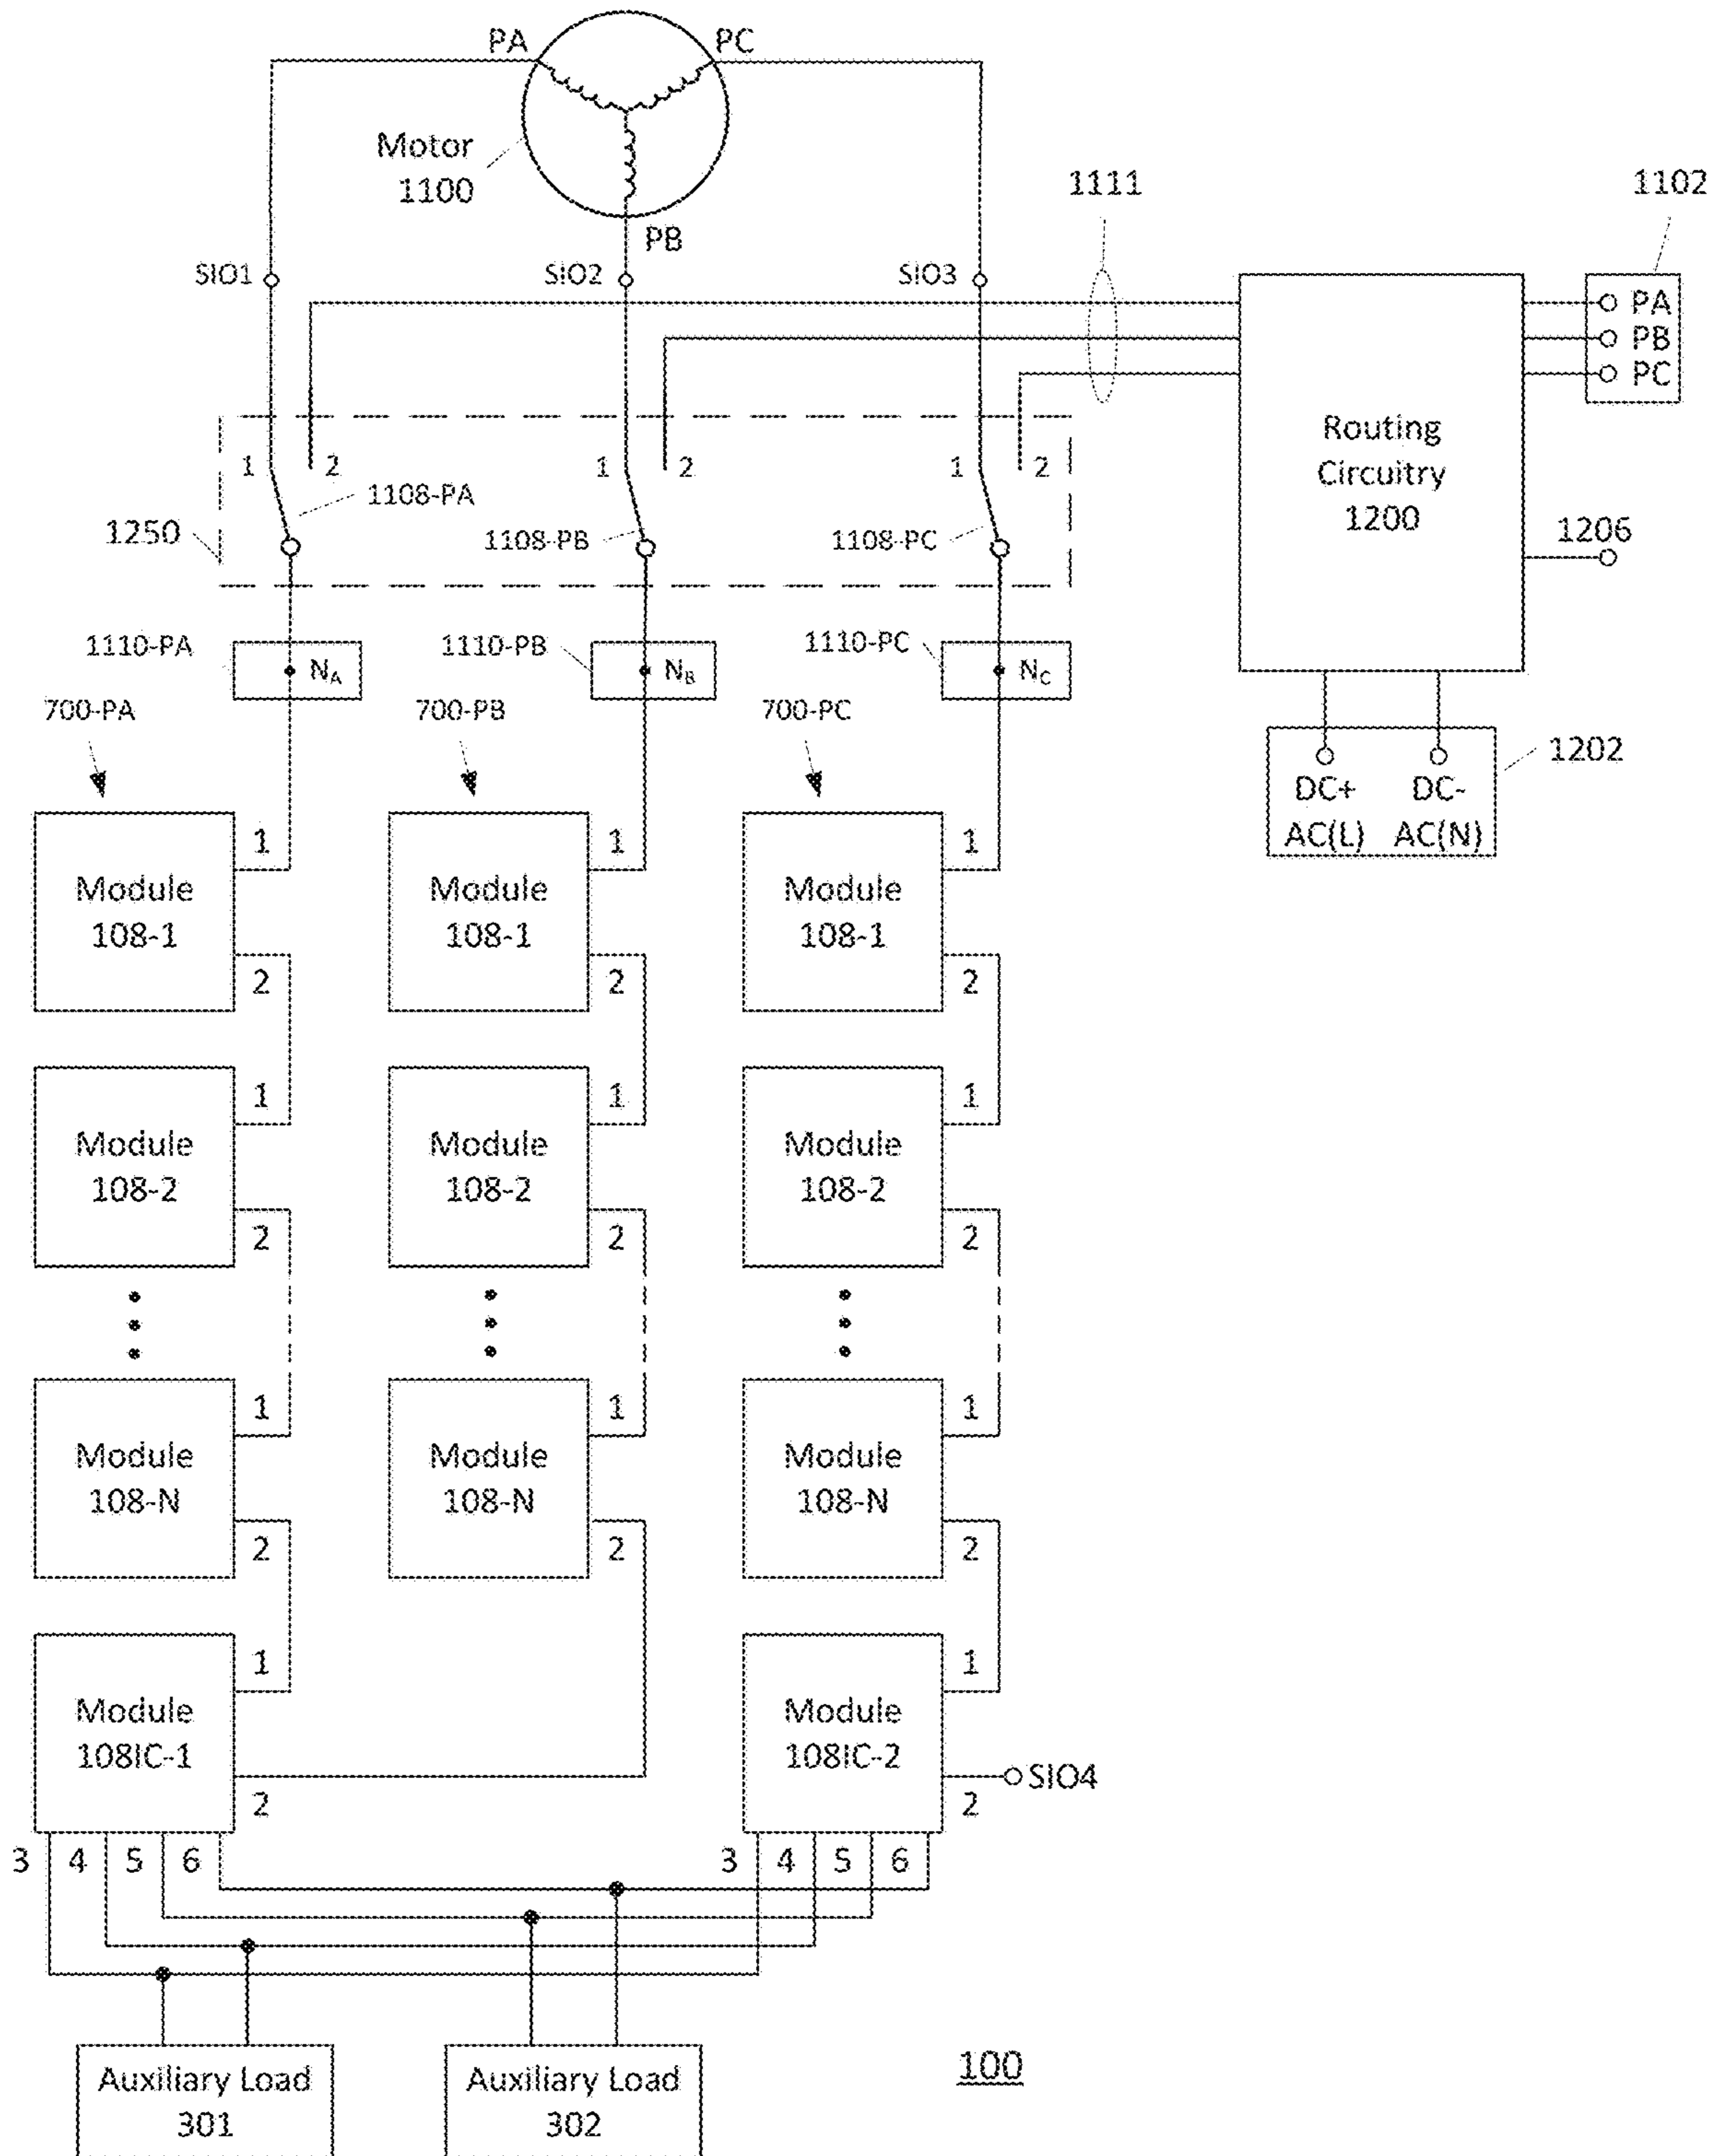 PA
PC
Motor
1100
PB
1111
1102
SIO1
SIO2
SIO3
PA
PB
PC
Routing
Circuitry
1200
1206
1
2
1
2
1
2
1108-PA
1108-PB
1108-PC
1250
1110-PA
NA
1110-PB
NB
1110-PC
NC
700-PA
700-PB
700-PC
1202
DC+
DC-
AC(L)
AC(N)
1
1
1
Module
108-1
Module
108-1
Module
108-1
2
2
2
1
1
1
Module
108-2
Module
108-2
Module
108-2
2
2
2
1
1
1
Module
108-N
Module
108-N
Module
108-N
2
2
2
1
1
Module
108IC-1
Module
108IC-2
SIO4
2
2
3
4
5
6
3
4
5
6
Auxiliary Load
301
Auxiliary Load
302
100